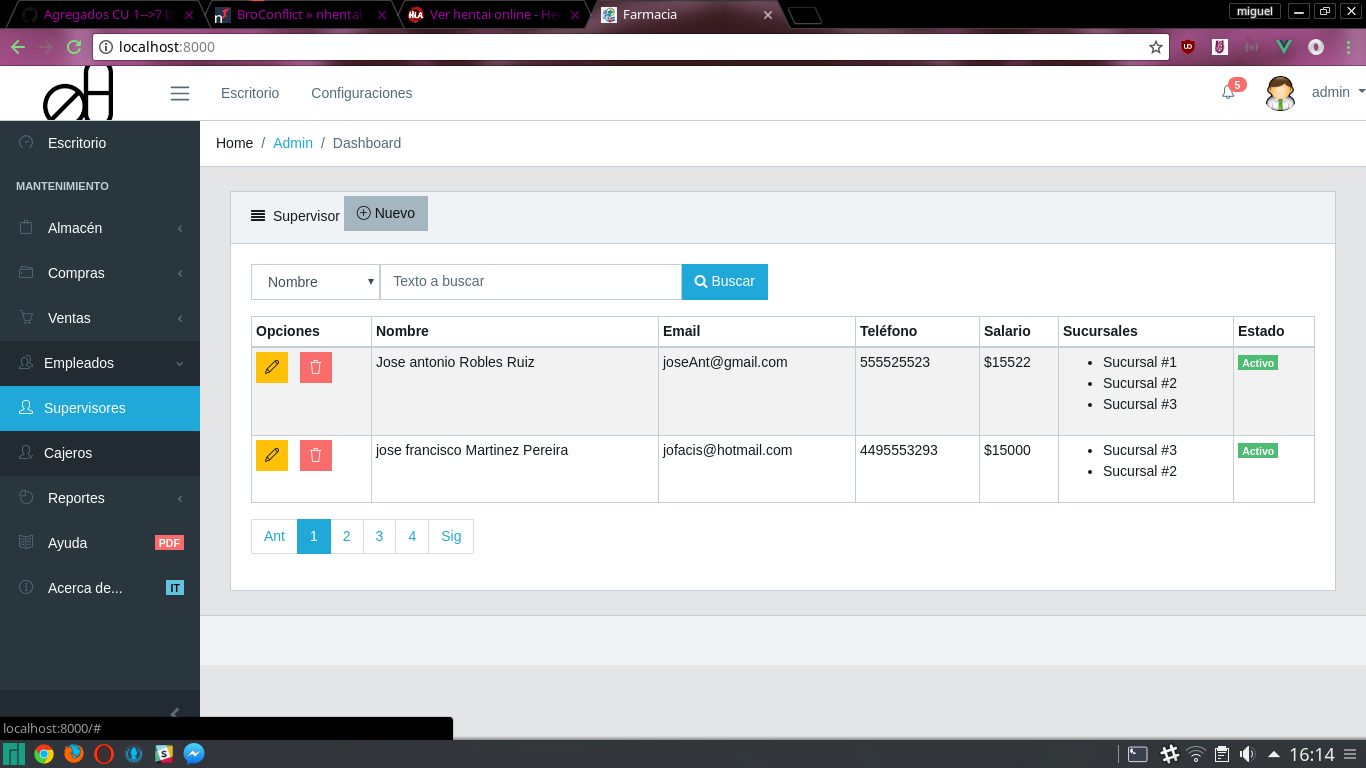 Agregados CU 1-->7 b
BroConflict » nhentai:
Ver hentai online - He
Farmacia
miguel
localhost:8000
Escritorio
Configuraciones
5
admin
Escritorio
Home / Admin / Dashboard
MANTENIMIENTO
Almacén
Compras
Ventas
Empleados
Supervisores
Cajeros
Reportes
Ayuda PDF
Acerca de... IT
Supervisor Nuevo
Nombre Texto a buscar Buscar
Opciones Nombre Email Teléfono Salario Sucursales Estado
Jose antonio Robles Ruiz joseAnt@gmail.com 555525523 $15522 Sucursal #1 Activo
Sucursal #2
Sucursal #3
jose francisco Martinez Pereira jofacis@hotmail.com 4495553293 $15000 Sucursal #3 Activo
Sucursal #2
Ant 1 2 3 4 Sig
localhost:8000/#
16:14